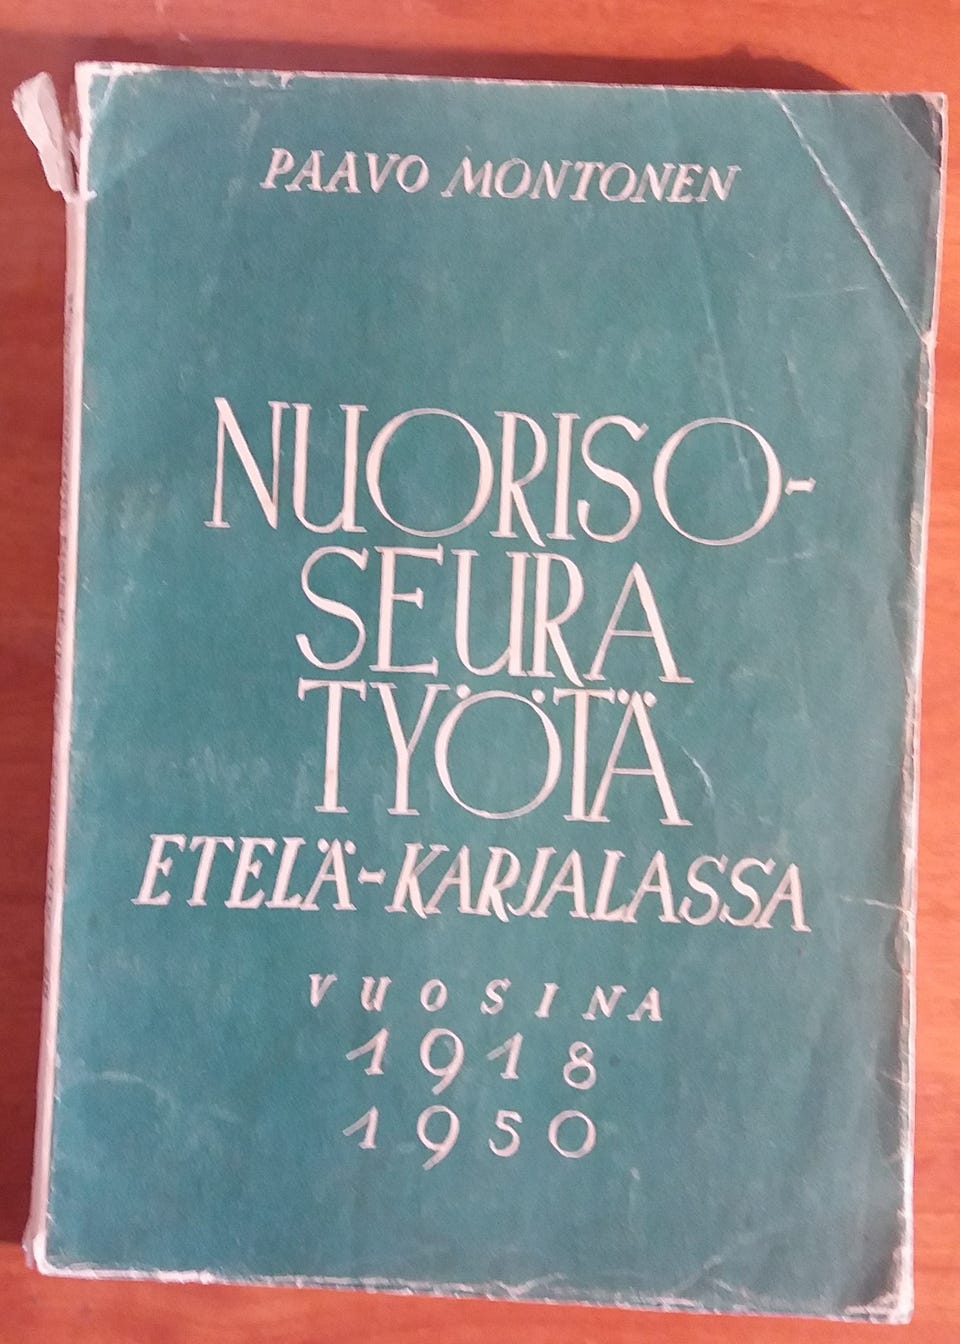 PAAVO MONTONEN
NUORISO-
SEURA
TYÖTÄ
ETELÄ-KARJALASSA
VUOSINA
1918
1950